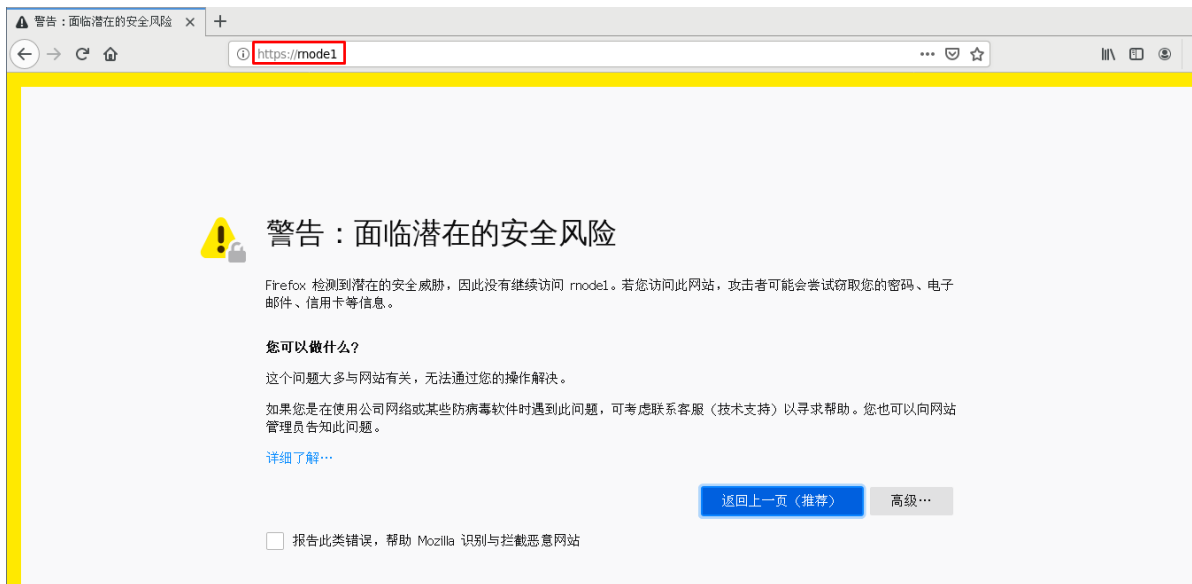 警告：面临潜在的安全风险
https://rnode1
警告：面临潜在的安全风险
Firefox 检测到潜在的安全威胁，因此没有继续访问 rnode1。若您访问此网站，攻击者可能会尝试窃取您的密码、电子
邮件、信用卡等信息。
您可以做什么?
这个问题大多与网站有关，无法通过您的操作解决。
如果您是在使用公司网络或某些防病毒软件时遇到此问题，可考虑联系客服（技术支持）以寻求帮助。您也可以向网站
管理员告知此问题。
详细了解…
返回上一页（推荐）
高级…
报告此类错误，帮助 Mozilla 识别与拦截恶意网站